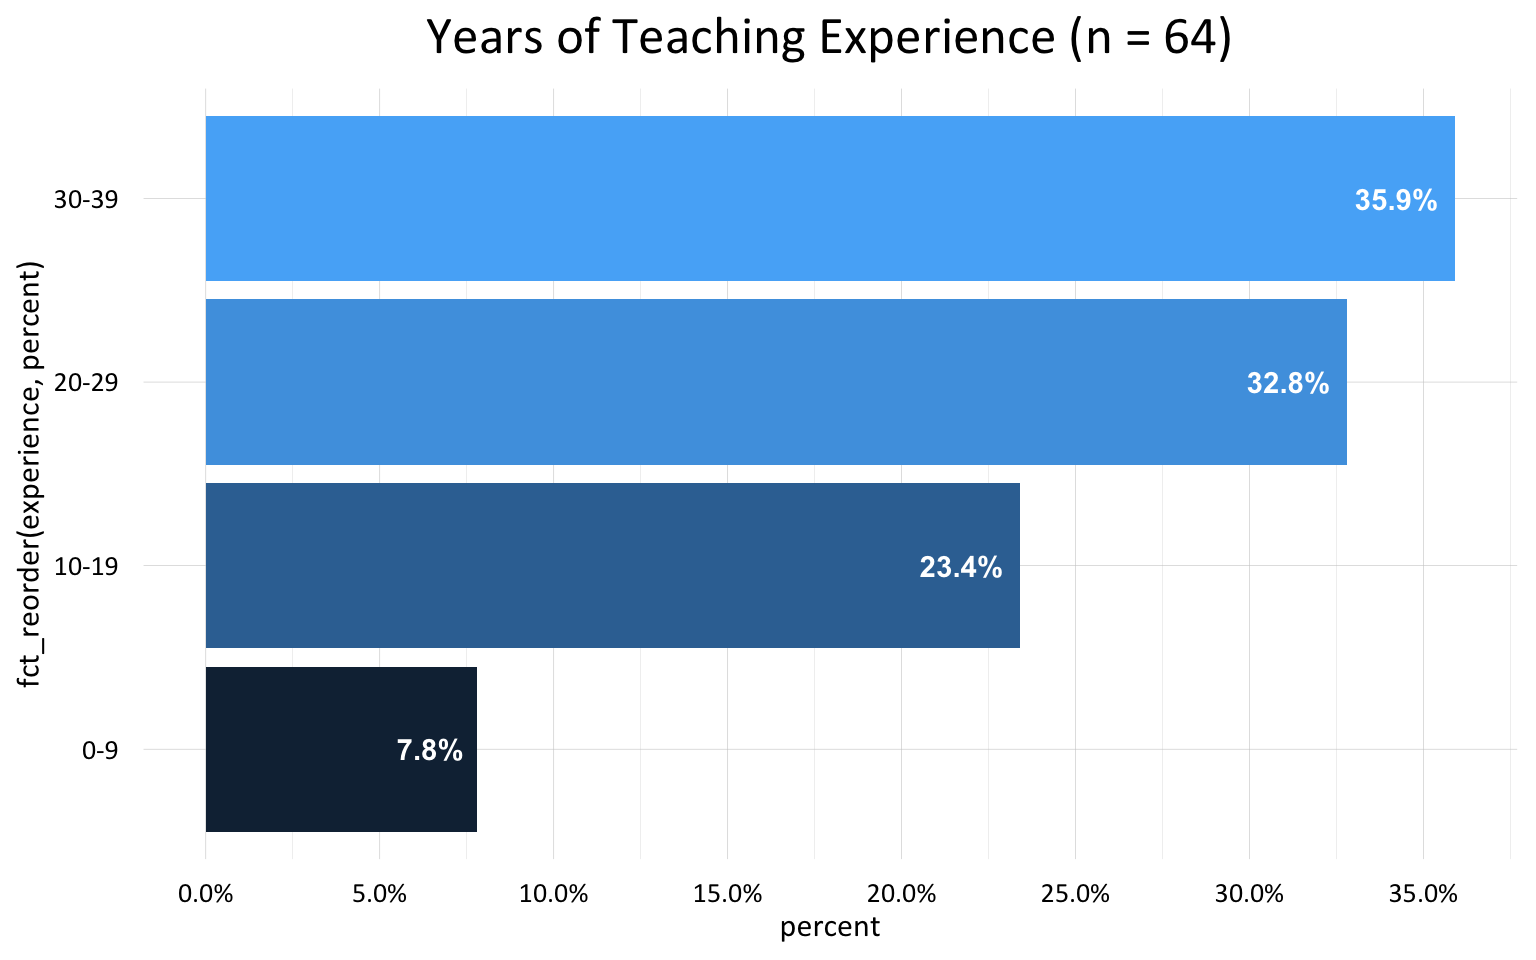 Years of Teaching Experience (n = 64)
fct_reorder(experience, percent)
30-39
35.9%
20-29
32.8%
10-19
23.4%
0-9
7.8%
0.0% 5.0% 10.0% 15.0% 20.0% 25.0% 30.0% 35.0%
percent